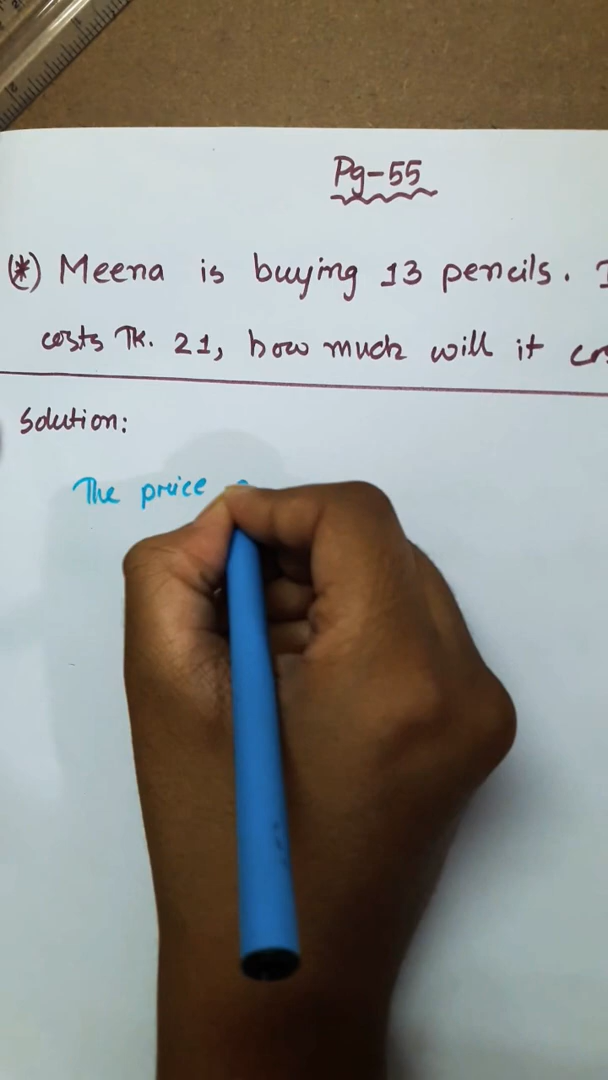 Pg-55
(*) Meena is buying 13 pencils.
costs Tk. 21, how much will it
Solution:
The price